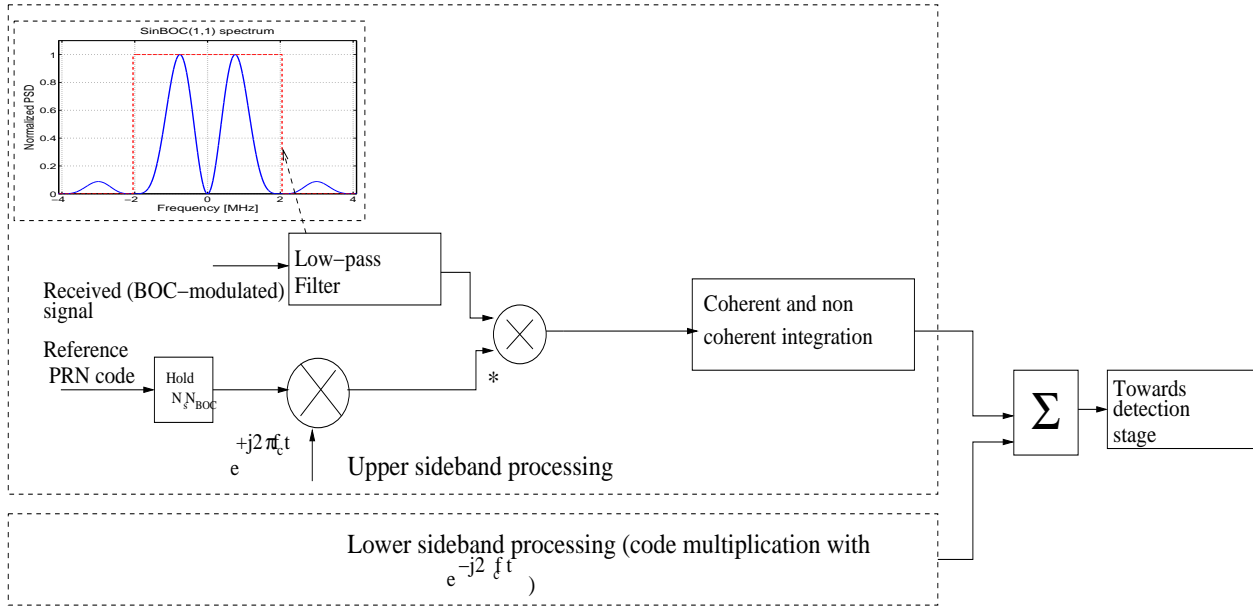 SinBOC(1,1) spectrum
1
0.8
0.6
0.4
0.2
0
Normalized PSD
−4 −2 0 2 4
Frequency [MHz]
Low−pass
Filter
Received (BOC−modulated)
signal
Reference
PRN code
Hold
N_s N_BOC
*
e^+j2πf_c t
Upper sideband processing
Coherent and non
coherent integration
Σ
Towards
detection
stage
Lower sideband processing (code multiplication with
e^−j2 f_c t )